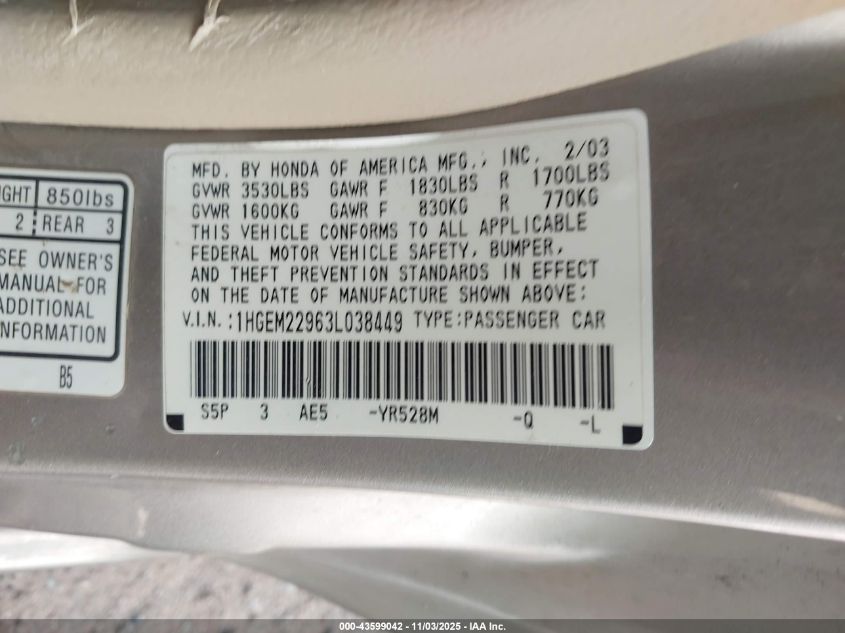 MFD. BY HONDA OF AMERICA MFG., INC. 2/03
GVWR 3530LBS GAWR F 1830LBS R 1700LBS
GVWR 1600KG GAWR F 830KG R 770KG
THIS VEHICLE CONFORMS TO ALL APPLICABLE
FEDERAL MOTOR VEHICLE SAFETY, BUMPER,
AND THEFT PREVENTION STANDARDS IN EFFECT
ON THE DATE OF MANUFACTURE SHOWN ABOVE:
V.I.N.:1HGEM22963L038449 TYPE:PASSENGER CAR
S5P 3 AE5 -YR528M -Q -L
850lbs
2 REAR 3
SEE OWNER'S
MANUAL FOR
ADDITIONAL
INFORMATION
B5
000-43599042 - 11/03/2025 - IAA Inc.